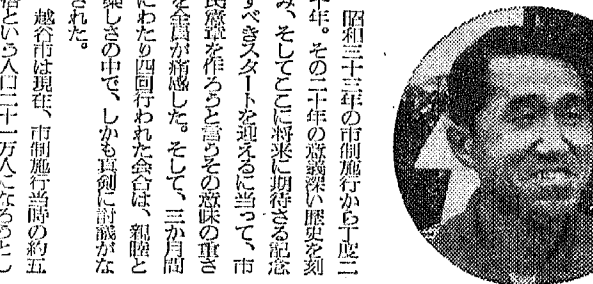 昭和三十三年の市制施行から丁度二
十年。その二十年の意義深い歴史を刻
み、そしてここに将来に期待さる記念
すべきスタートを迎えるに当って、市
民憲章を作ろうと言うその意味の重さ
を全員が痛感した。そして、三か月間
にわたり四回行われた会合は、親睦と
楽しさの中で、しかも真剣に討議がな
された。
越谷市は現在、市制施行当時の約五
倍という人口二十一万人になろうとし